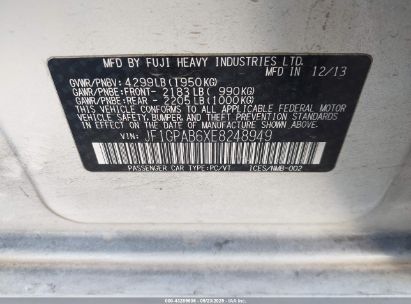 MFD BY FUJI HEAVY INDUSTRIES LTD.
MFD IN 12/13
GVWR/PNBV: 4299LB(1950KG)
GAWR/PNBE:FRONT- 2183LB( 990KG)
GAWR/PNBE:REAR - 2205LB(1000KG)
THIS VEHICLE CONFORMS TO ALL APPLICABLE FEDERAL MOTOR
VEHICLE SAFETY, BUMPER, AND THEFT PREVENTION STANDARDS
IN EFFECT ON THE DATE OF MANUFACTURE SHOWN ABOVE.
VIN: JF1GPAB6XE8248949
PASSENGER CAR TYPE:PC/VT ICES/NMB-002